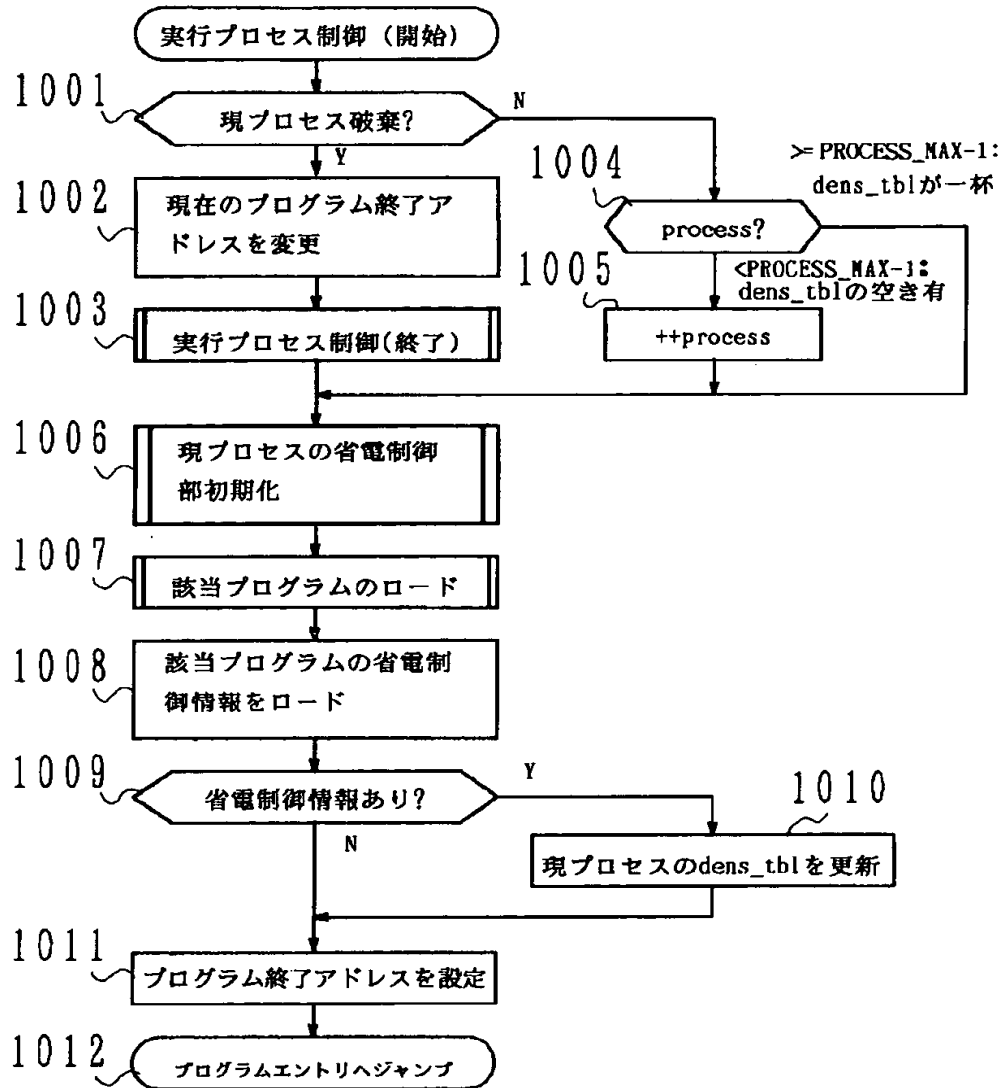 実行プロセス制御（開始）
1001
現プロセス破棄?
N
Y
1002
現在のプログラム終了ア
ドレスを変更
1003
実行プロセス制御(終了)
1004
process?
>= PROCESS_MAX-1:
dens_tblが一杯
1005
<PROCESS_MAX-1:
dens_tblの空き有
++process
1006
現プロセスの省電制御
部初期化
1007
該当プログラムのロード
1008
該当プログラムの省電制
御情報をロード
1009
省電制御情報あり?
Y
N
1010
現プロセスのdens_tblを更新
1011
プログラム終了アドレスを設定
1012
プログラムエントリへジャンプ